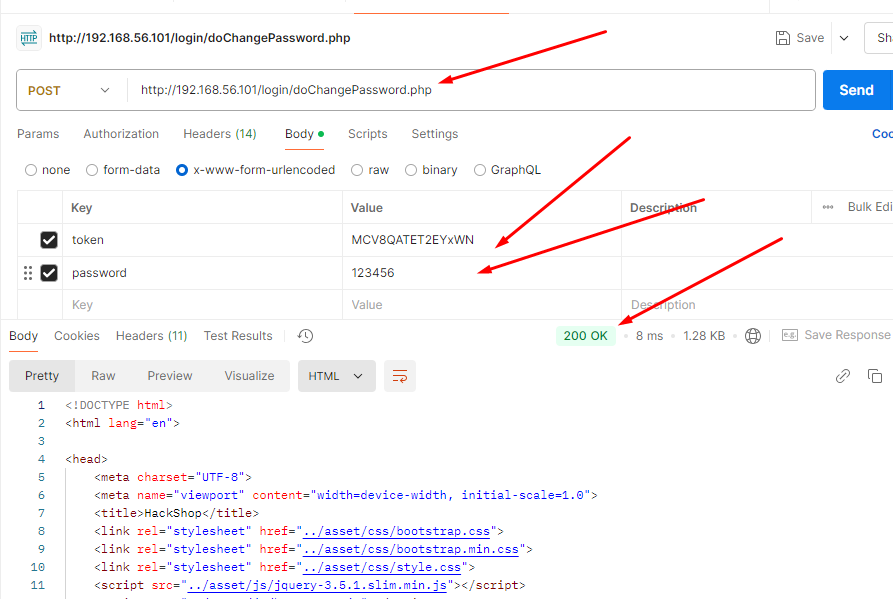 HTTP http://192.168.56.101/login/doChangePassword.php Save Sh
POST http://192.168.56.101/login/doChangePassword.php Send
Params Authorization Headers (14) Body Scripts Settings Coo
none form-data x-www-form-urlencoded raw binary GraphQL
Key Value Description Bulk Edi
token MCV8QATET2EYxWN
password 123456
Key Value Description
Body Cookies Headers (11) Test Results 200 OK 8 ms 1.28 KB e.g. Save Response
Pretty Raw Preview Visualize HTML
1 <!DOCTYPE html>
2 <html lang="en">
3
4 <head>
5 <meta charset="UTF-8">
6 <meta name="viewport" content="width=device-width, initial-scale=1.0">
7 <title>HackShop</title>
8 <link rel="stylesheet" href="../asset/css/bootstrap.css">
9 <link rel="stylesheet" href="../asset/css/bootstrap.min.css">
10 <link rel="stylesheet" href="../asset/css/style.css">
11 <script src="../asset/js/jquery-3.5.1.slim.min.js"></script>